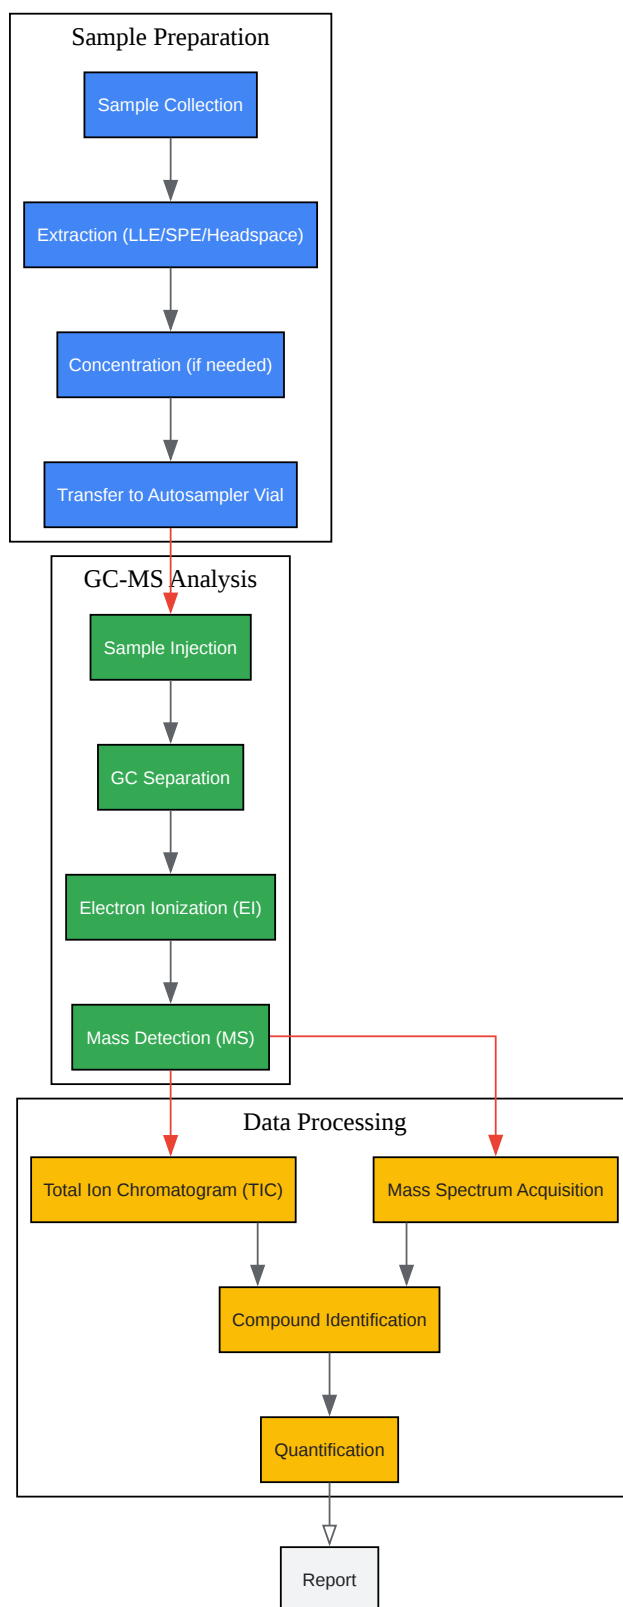 Sample Preparation
Sample Collection
Extraction (LLE/SPE/Headspace)
Concentration (if needed)
Transfer to Autosampler Vial
GC-MS Analysis
Sample Injection
GC Separation
Electron Ionization (EI)
Mass Detection (MS)
Data Processing
Total Ion Chromatogram (TIC)
Mass Spectrum Acquisition
Compound Identification
Quantification
Report